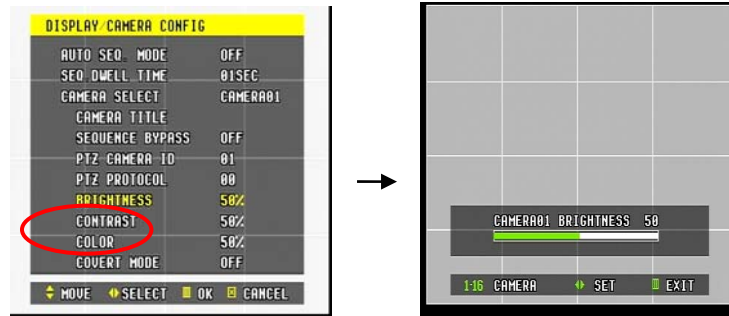 DISPLAY/CAMERA CONFIG
AUTO SEQ. MODE OFF
SEQ.DWELL TIME 01SEC
CAMERA SELECT CAMERA01
CAMERA TITLE
SEQUENCE BYPASS OFF
PTZ CAMERA ID 01
PTZ PROTOCOL 00
BRIGHTNESS 50%
CONTRAST 50%
COLOR 50%
COVERT MODE OFF
MOVE SELECT OK CANCEL
CAMERA01 BRIGHTNESS 50
1-16 CAMERA SET EXIT